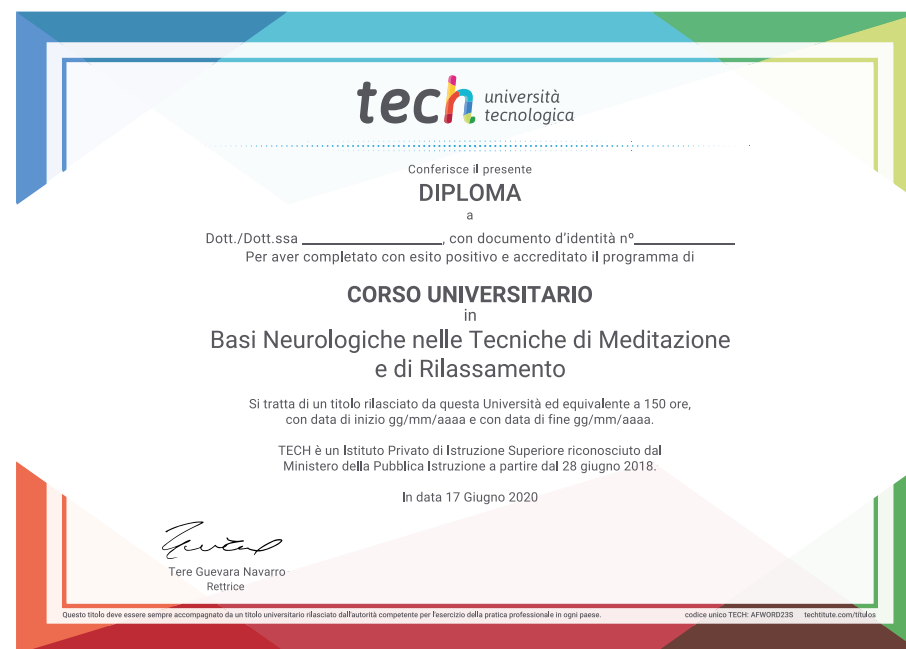 tech università
tecnologica
Conferisce il presente
DIPLOMA
a
Dott./Dott.ssa ____________________, con documento d'identità nº______________
Per aver completato con esito positivo e accreditato il programma di
CORSO UNIVERSITARIO
in
Basi Neurologiche nelle Tecniche di Meditazione
e di Rilassamento
Si tratta di un titolo rilasciato da questa Università ed equivalente a 150 ore,
con data di inizio gg/mm/aaaa e con data di fine gg/mm/aaaa.
TECH è un Istituto Privato di Istruzione Superiore riconosciuto dal
Ministero della Pubblica Istruzione a partire dal 28 giugno 2018.
In data 17 Giugno 2020
Tere Guevara Navarro
Rettrice
Questo titolo deve essere sempre accompagnato da un titolo universitario rilasciato dall'autorità competente per l'esercizio della pratica professionale in ogni paese. codice unico TECH: AFWORD23S techtitute.com/titulos